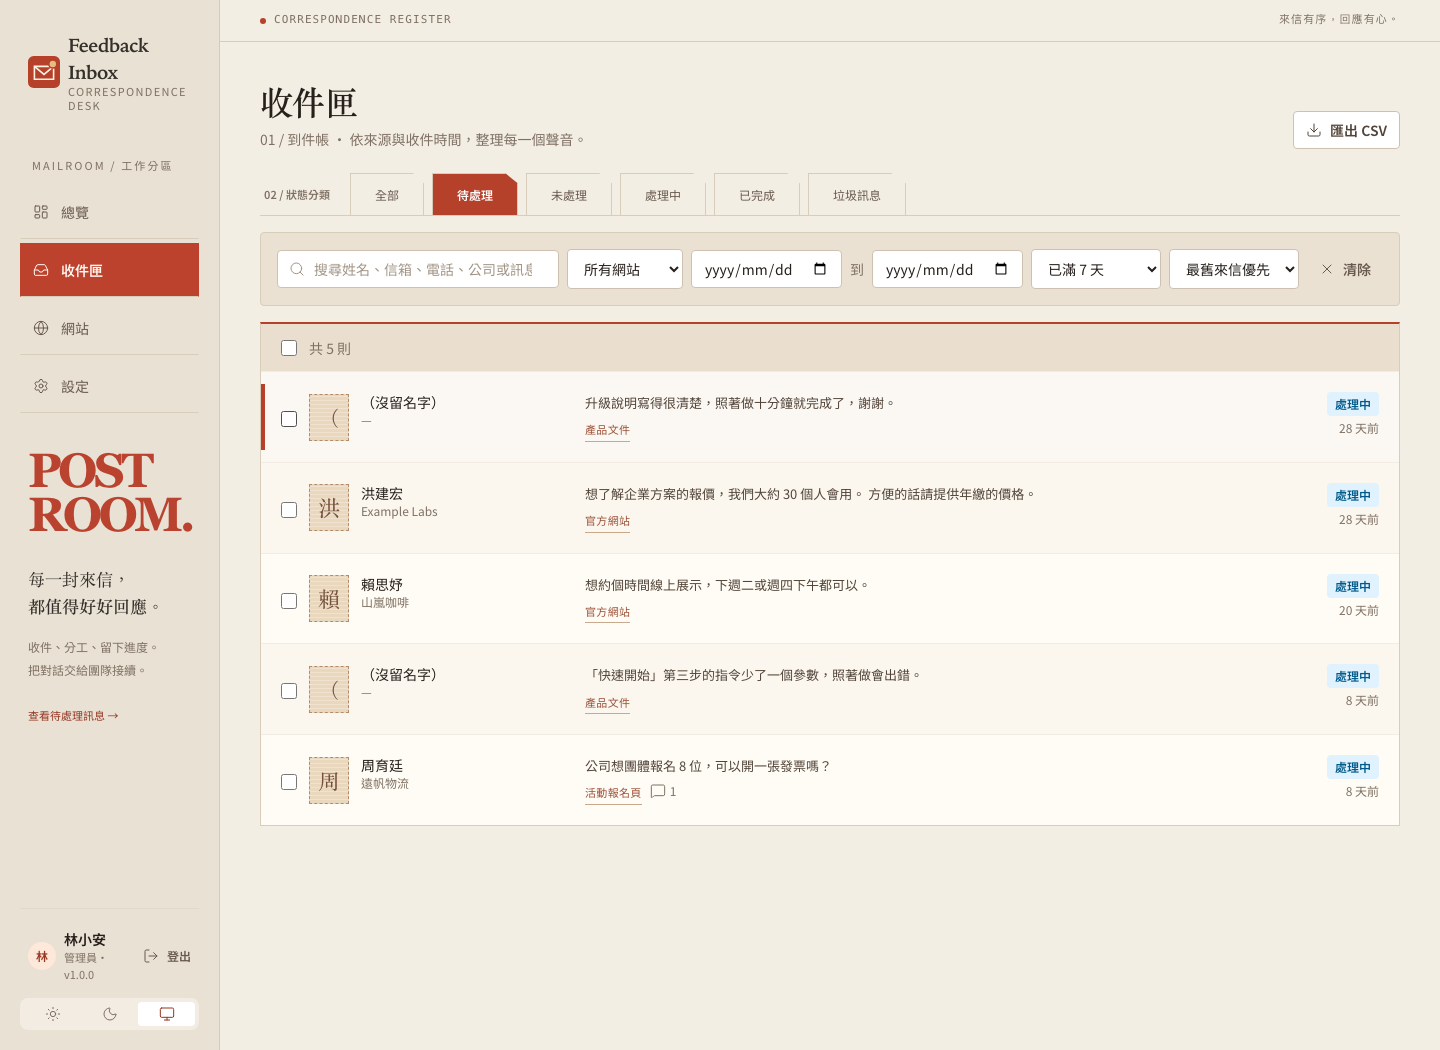 Feedback
Inbox
CORRESPONDENCE
DESK
MAILROOM / 工作分區
總覽
收件匣
網站
設定
POST
ROOM.
每一封來信，
都值得好好回應。
收件、分工、留下進度。
把對話交給團隊接續。
查看待處理訊息 →
林
林小安
管理員・
v1.0.0
登出
CORRESPONDENCE REGISTER
來信有序，回應有心。
收件匣
01 / 到件帳 ・ 依來源與收件時間，整理每一個聲音。
匯出 CSV
02 / 狀態分類
全部
待處理
未處理
處理中
已完成
垃圾訊息
搜尋姓名、信箱、電話、公司或訊息
所有網站
yyyy/mm/dd
到
yyyy/mm/dd
已滿 7 天
最舊來信優先
清除
共 5 則
（
（沒留名字）
—
升級說明寫得很清楚，照著做十分鐘就完成了，謝謝。
產品文件
處理中
28 天前
洪
洪建宏
Example Labs
想了解企業方案的報價，我們大約 30 個人會用。 方便的話請提供年繳的價格。
官方網站
處理中
28 天前
賴
賴思妤
山嵐咖啡
想約個時間線上展示，下週二或週四下午都可以。
官方網站
處理中
20 天前
（
（沒留名字）
—
「快速開始」第三步的指令少了一個參數，照著做會出錯。
產品文件
處理中
8 天前
周
周育廷
遠帆物流
公司想團體報名 8 位，可以開一張發票嗎？
活動報名頁
1
處理中
8 天前